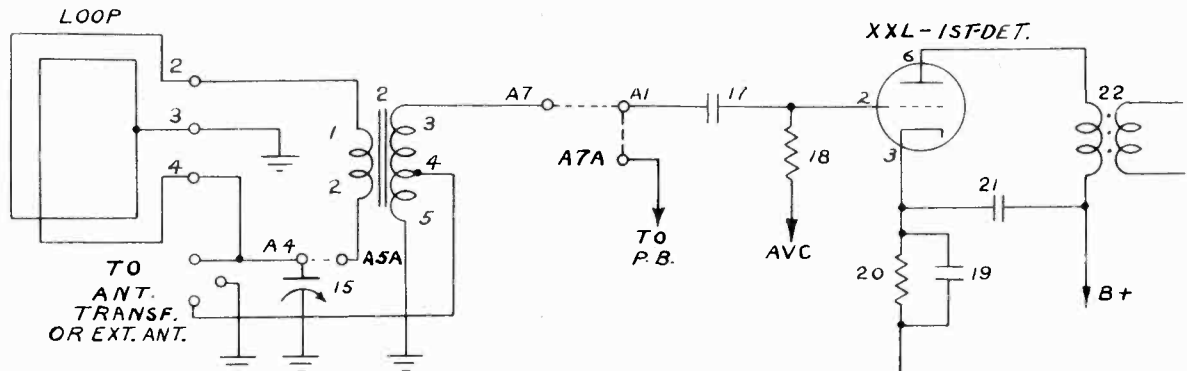 LOOP
2
3
4
TO
ANT.
TRANSF.
OR EXT. ANT.
A4
A5A
15
1
2
2
3
4
5
A7
A1
A7A
TO
P. B.
17
18
AVC
XXL-1ST-DET.
6
2
3
20
19
21
22
B+